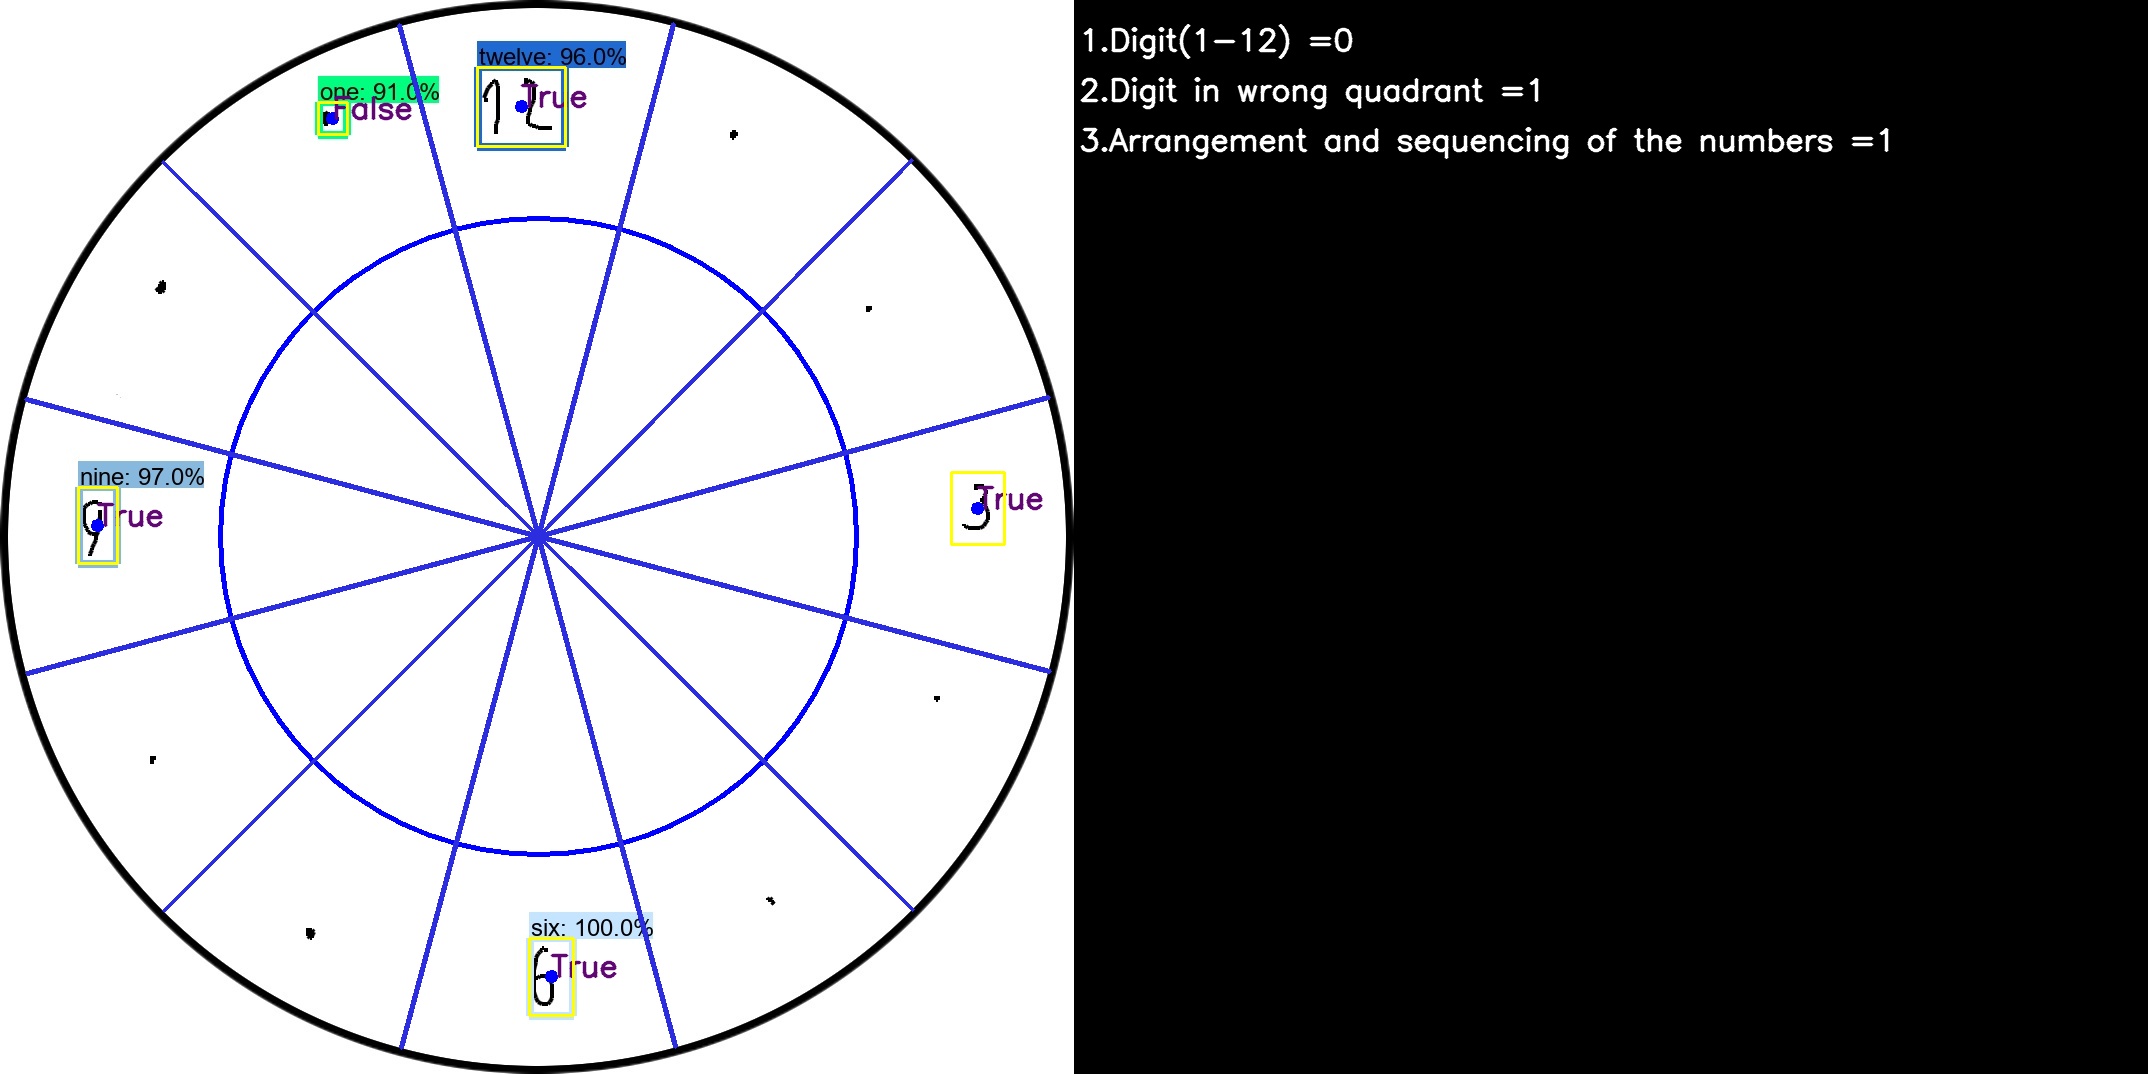 twelve: 96.0%
12
True
one: 91.0%
False
nine: 97.0%
9
True
3
True
six: 100.0%
6
True
1.Digit(1-12) =0
2.Digit in wrong quadrant =1
3.Arrangement and sequencing of the numbers =1